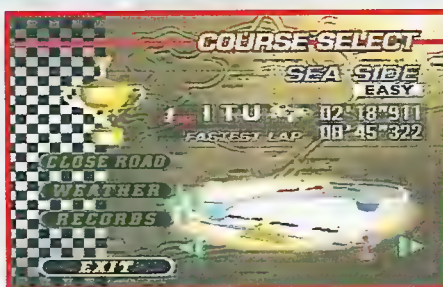 COURSE SELECT
SEA SIDE
EASY
ITU 02'18"911
FASTEST LAP 00'45"322
CLOSE ROAD
WEATHER
RECORDS
EXIT